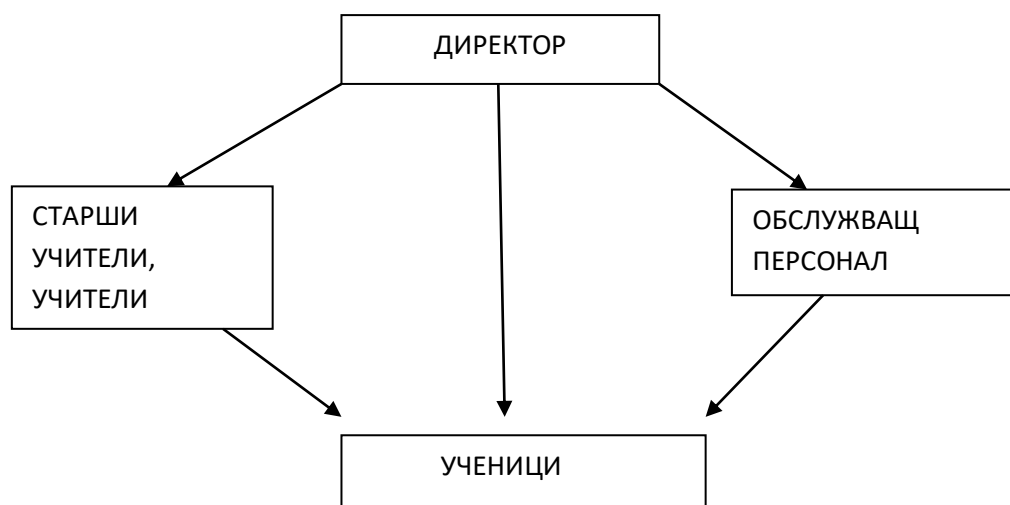 ДИРЕКТОР
СТАРШИ
УЧИТЕЛИ,
УЧИТЕЛИ
ОБСЛУЖВАЩ
ПЕРСОНАЛ
УЧЕНИЦИ